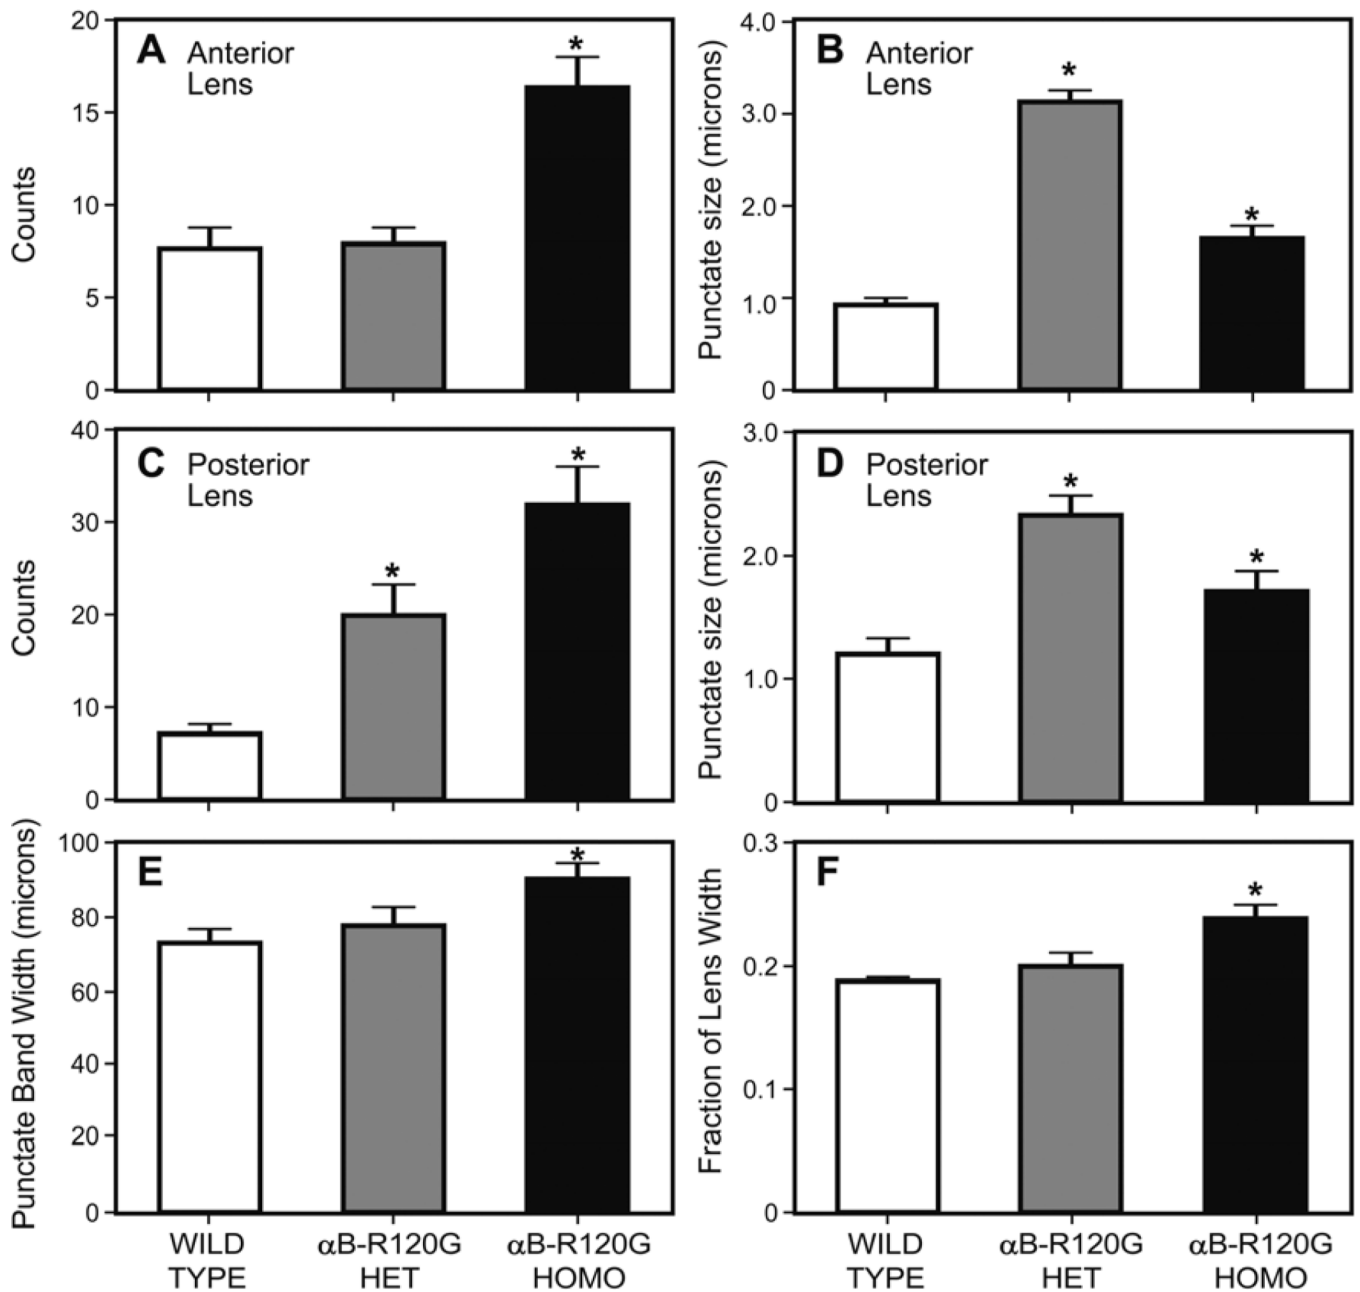 A Anterior
Lens
Counts
20
15
10
5
0
*
B Anterior
Lens
Punctate size (microns)
4.0
3.0
2.0
1.0
0
*
*
C Posterior
Lens
Counts
40
30
20
10
0
*
*
D Posterior
Lens
Punctate size (microns)
3.0
2.0
1.0
0
*
*
E
Punctate Band Width (microns)
100
80
60
40
20
0
*
WILD
TYPE
αB-R120G
HET
αB-R120G
HOMO
F
Fraction of Lens Width
0.3
0.2
0.1
0
*
WILD
TYPE
αB-R120G
HET
αB-R120G
HOMO